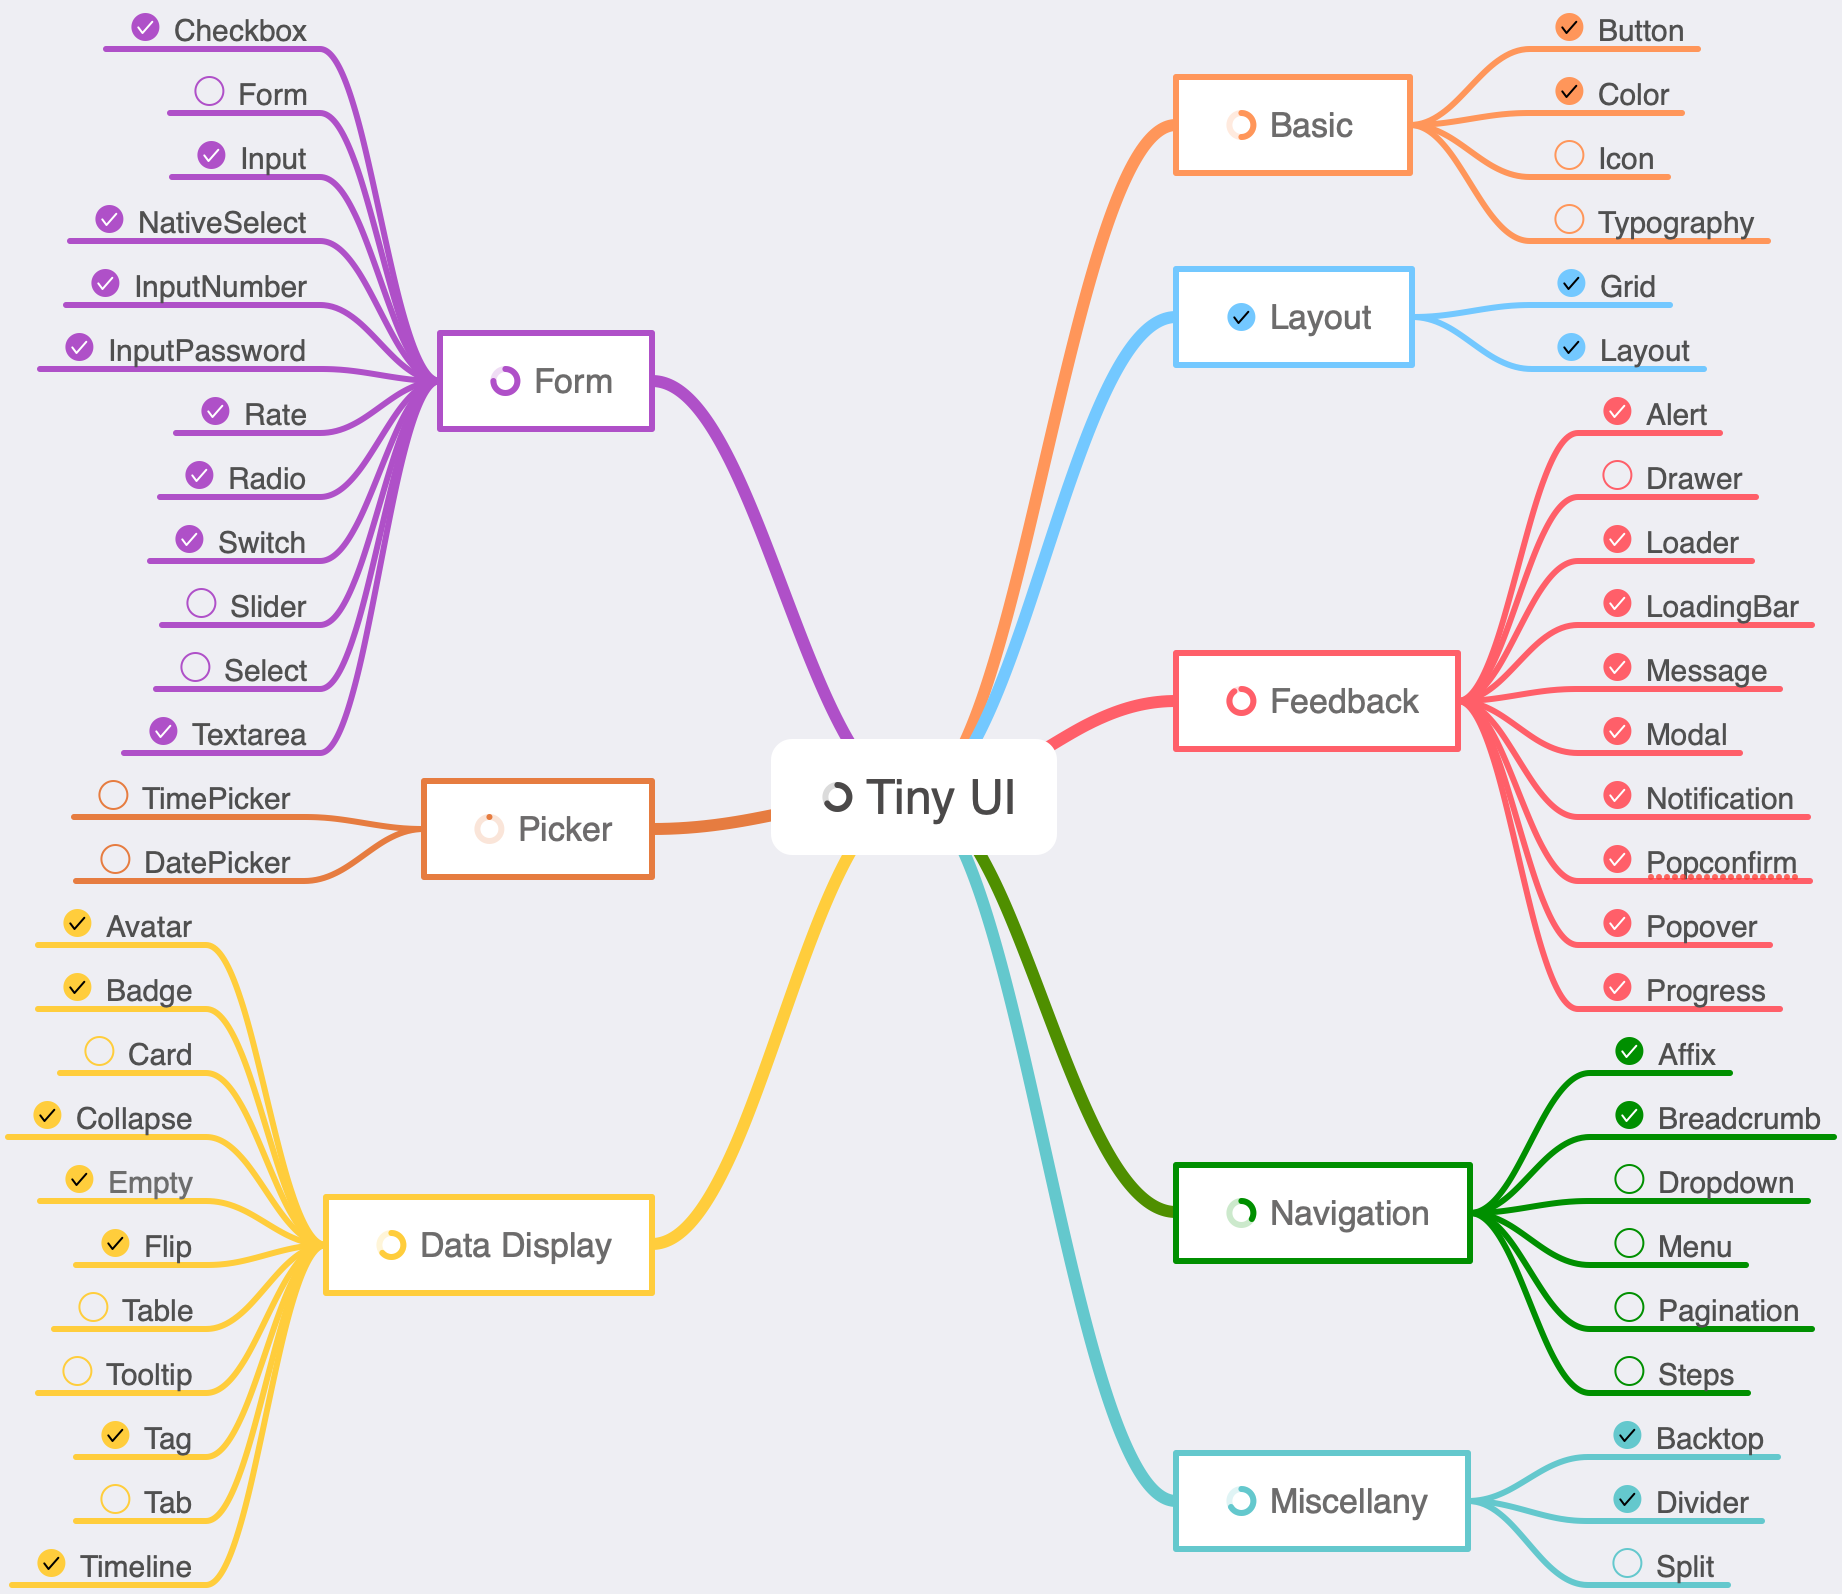 Tiny UI
Form
Checkbox
Form
Input
NativeSelect
InputNumber
InputPassword
Rate
Radio
Switch
Slider
Select
Textarea
Picker
TimePicker
DatePicker
Data Display
Avatar
Badge
Card
Collapse
Empty
Flip
Table
Tooltip
Tag
Tab
Timeline
Basic
Button
Color
Icon
Typography
Layout
Grid
Layout
Feedback
Alert
Drawer
Loader
LoadingBar
Message
Modal
Notification
Popconfirm
Popover
Progress
Navigation
Affix
Breadcrumb
Dropdown
Menu
Pagination
Steps
Miscellany
Backtop
Divider
Split